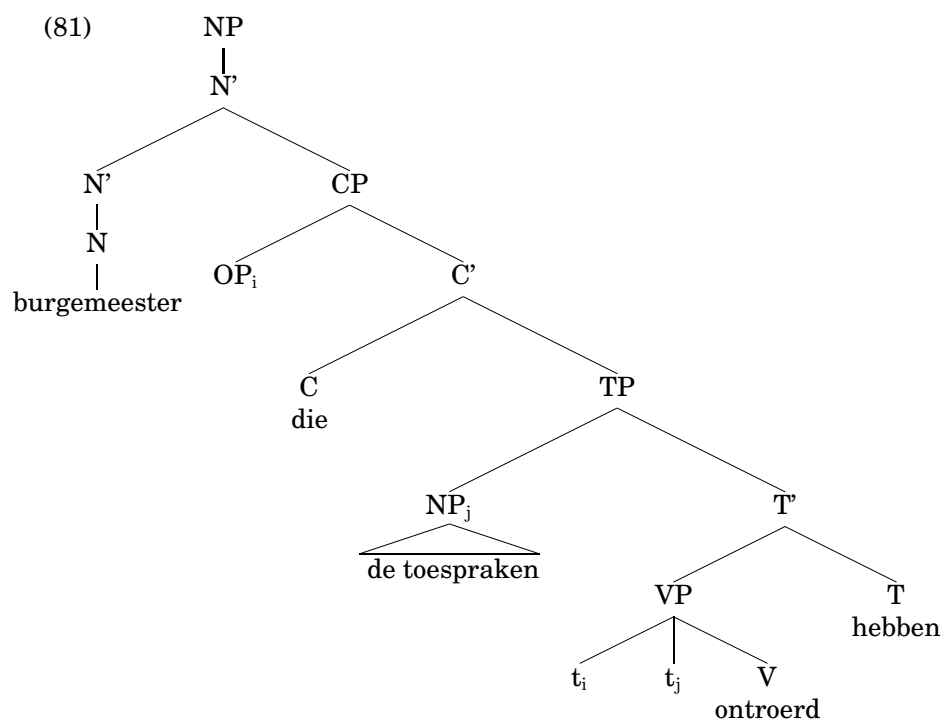 (81) NP
N'
N' CP
N
OPi C'
burgemeester
C TP
die
NPj T'
de toespraken
VP T
hebben
ti tj V
ontroerd